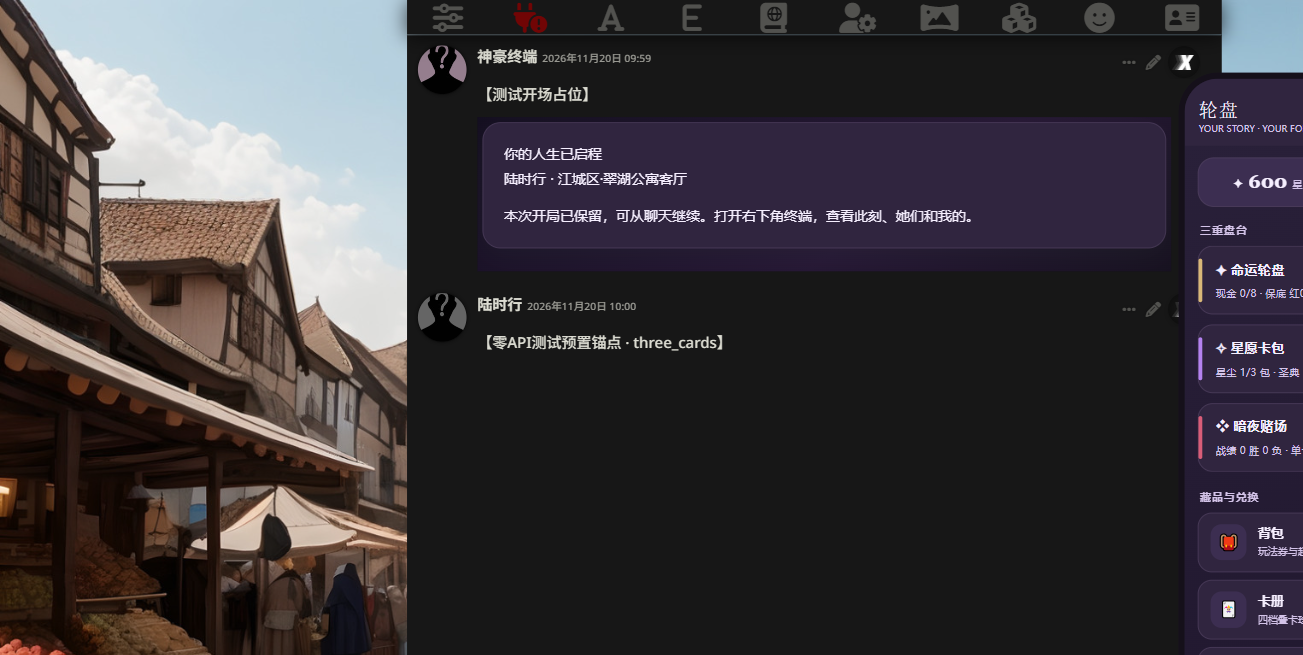 A
E
神豪终端 2026年11月20日 09:59
【测试开场占位】
你的人生已启程
陆时行 · 江城区·翠湖公寓客厅
本次开局已保留，可从聊天继续。打开右下角终端，查看此刻、她们和我的。
陆时行 2026年11月20日 10:00
【零API测试预置锚点 · three_cards】
轮盘
YOUR STORY · YOUR FO
✦ 600 星
三重盘台
✦ 命运轮盘
现金 0/8 · 保底 红0
✧ 星愿卡包
星尘 1/3 包 · 圣典
❖ 暗夜赌场
战绩 0 胜 0 负 · 单
藏品与兑换
背包
玩法券与
卡册
四档叠卡